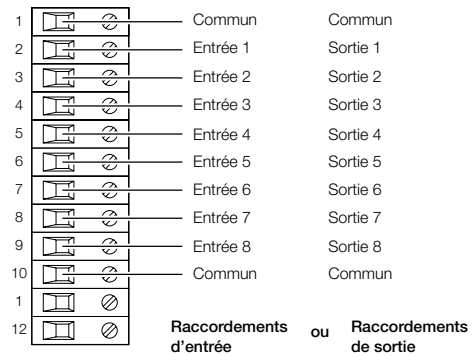 1 Commun Commun
2 Entrée 1 Sortie 1
3 Entrée 2 Sortie 2
4 Entrée 3 Sortie 3
5 Entrée 4 Sortie 4
6 Entrée 5 Sortie 5
7 Entrée 6 Sortie 6
8 Entrée 7 Sortie 7
9 Entrée 8 Sortie 8
10 Commun Commun
1
12
Raccordements ou Raccordements
d'entrée de sortie